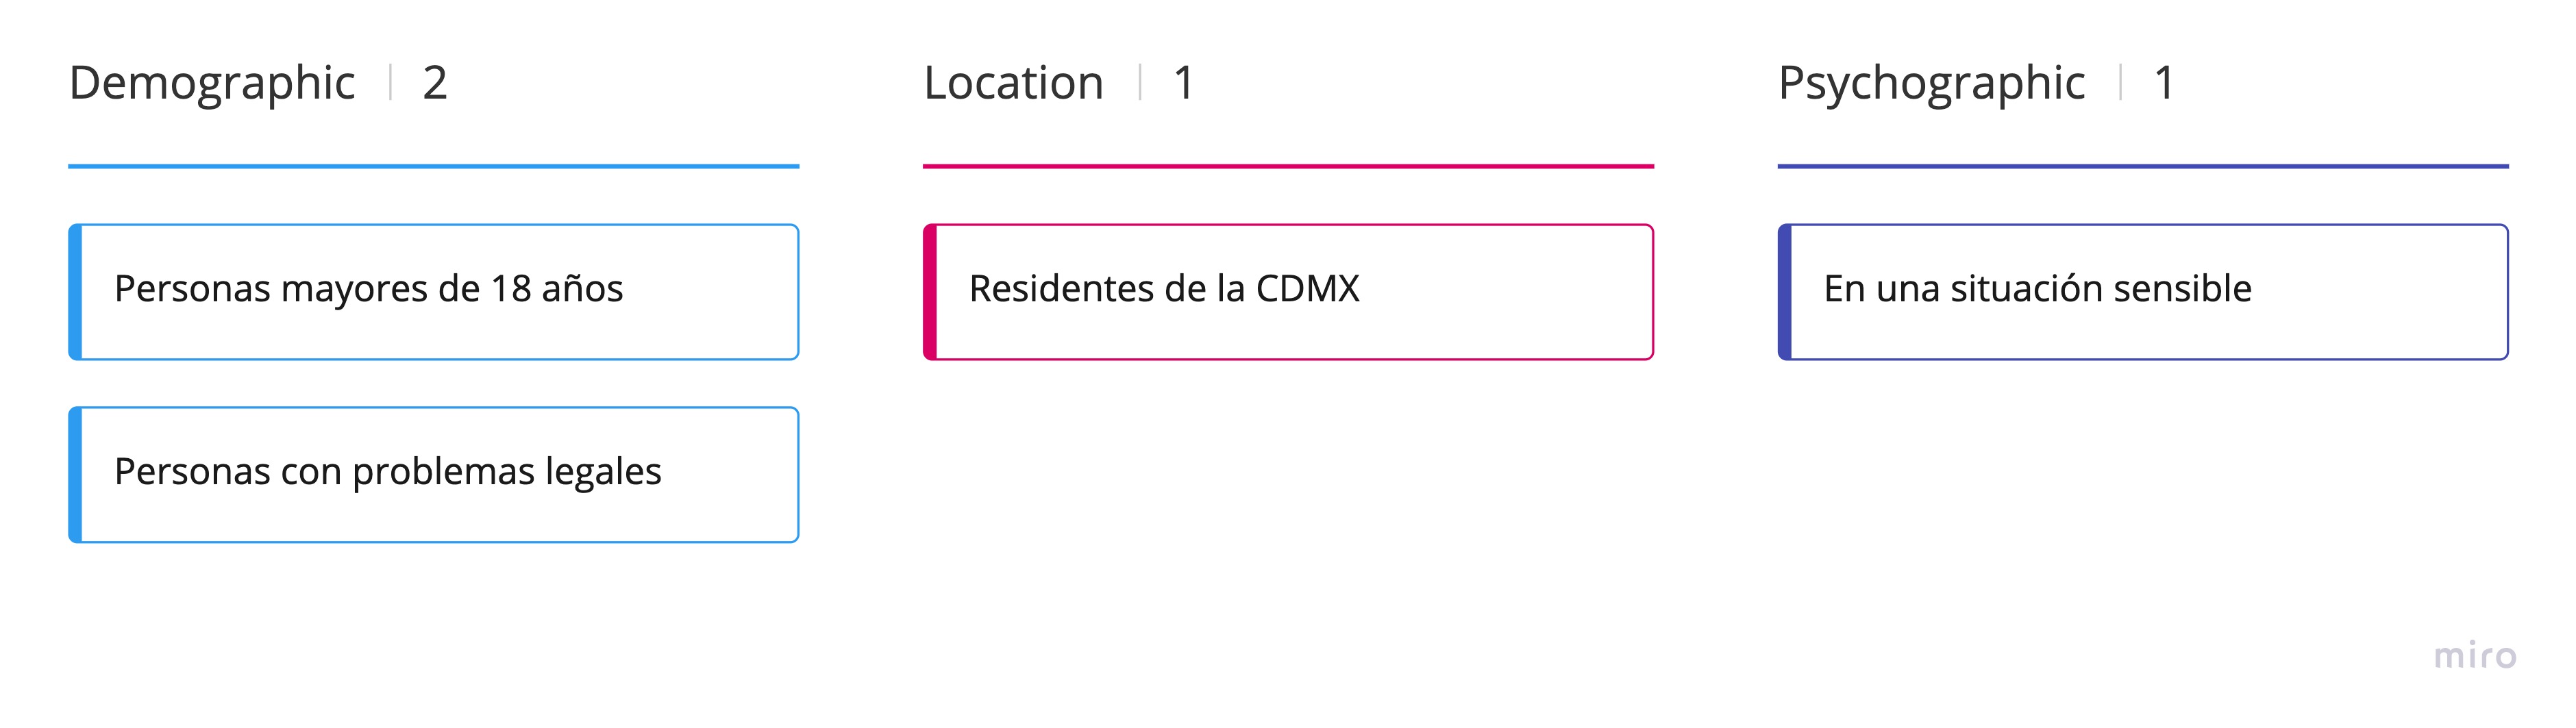 Demographic | 2
Personas mayores de 18 años
Personas con problemas legales
Location | 1
Residentes de la CDMX
Psychographic | 1
En una situación sensible
miro